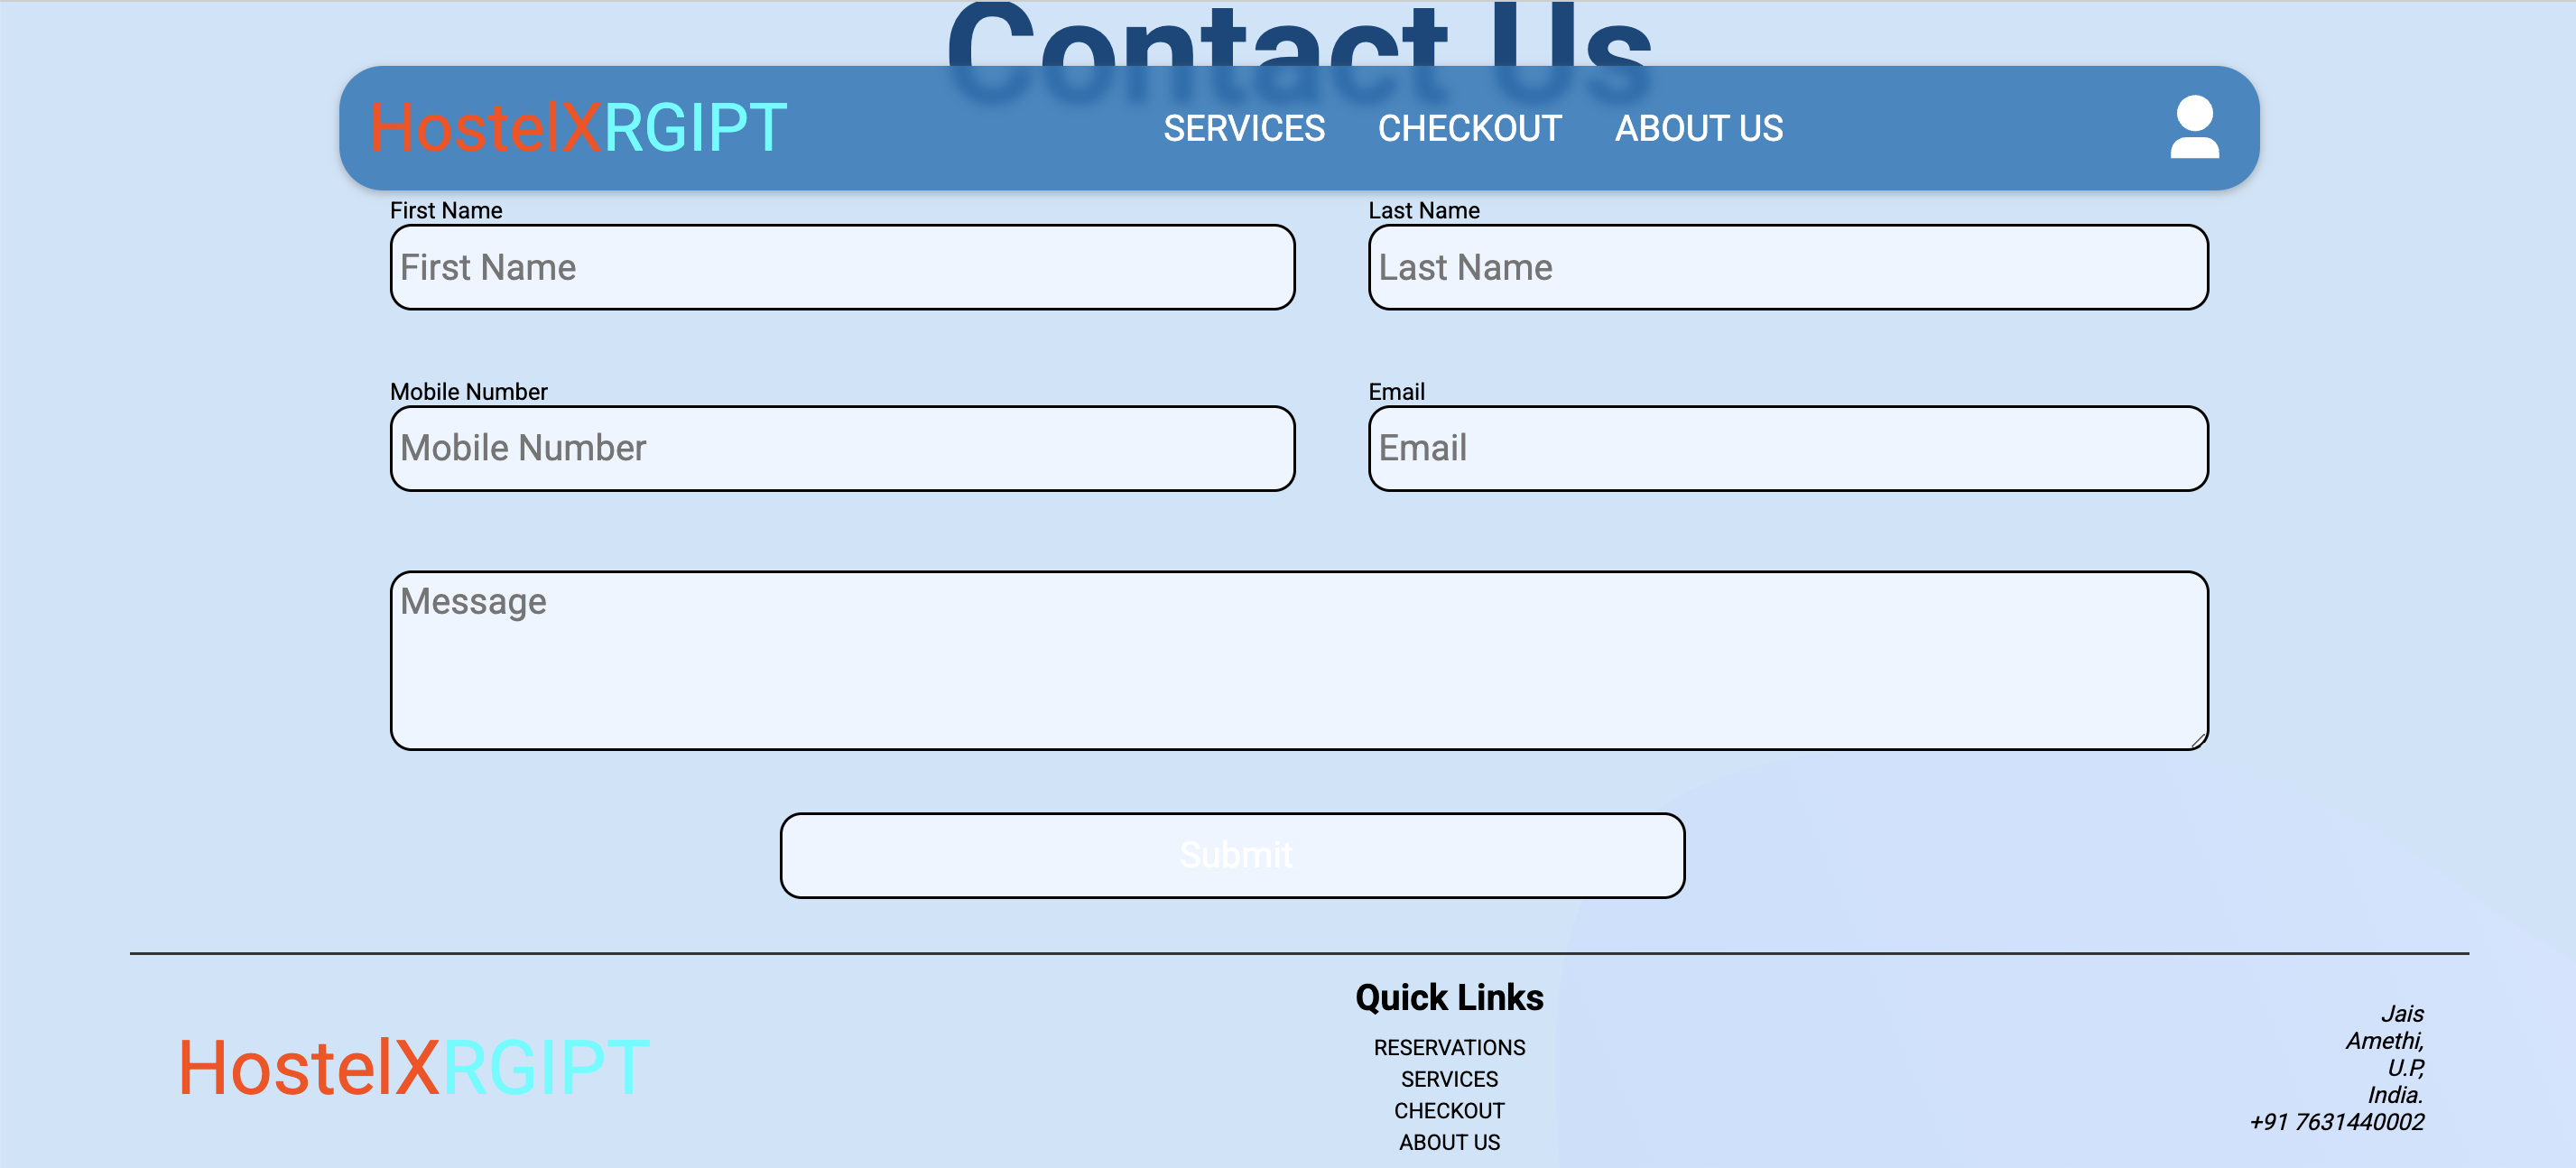 Contact Us
HostelXRGIPT SERVICES CHECKOUT ABOUT US
First Name Last Name
First Name Last Name
Mobile Number Email
Mobile Number Email
Message
Submit
Quick Links
RESERVATIONS
SERVICES
CHECKOUT
ABOUT US
HostelXRGIPT
Jais
Amethi,
U.P,
India.
+91 7631440002